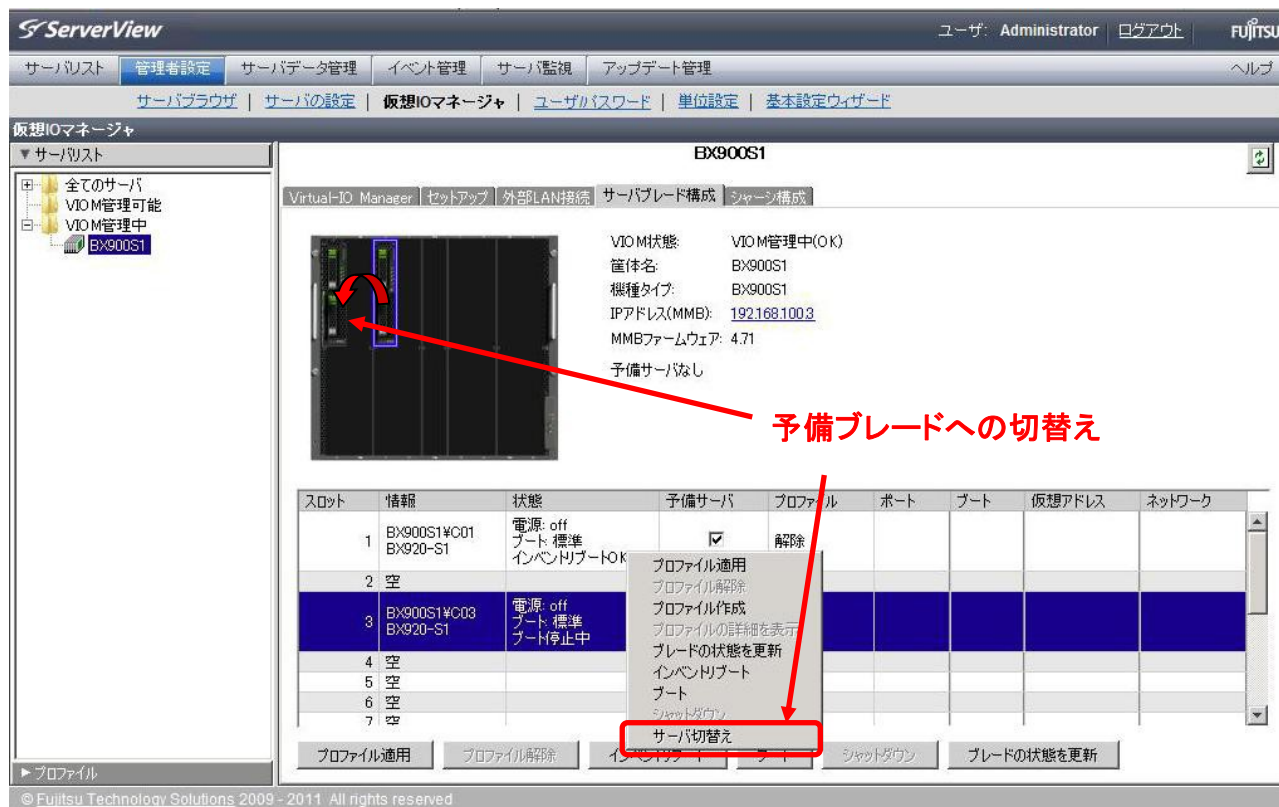 ServerView
ユーザ: Administrator ログアウト FUJITSU
サーバリスト 管理者設定 サーバデータ管理 イベント管理 サーバ監視 アップデート管理 ヘルプ
サーバブラウザ | サーバの設定 | 仮想IOマネージャ | ユーザパスワード | 単位設定 | 基本設定ウィザード
仮想IOマネージャ
▼サーバリスト
全てのサーバ
VIOM管理可能
VIOM管理中
BX900S1
BX900S1
Virtual-IO Manager セットアップ 外部LAN接続 サーバブレード構成 シャーシ構成
VIOM状態: VIOM管理中(OK)
筐体名: BX900S1
機種タイプ: BX900S1
IPアドレス(MMB): 192.168.100.3
MMBファームウェア: 4.71
予備サーバなし
予備ブレードへの切替え
スロット 情報 状態 予備サーバ プロファイル ポート ブート 仮想アドレス ネットワーク
1 BX900S1¥C01 BX920-S1 電源: off ブート: 標準 インベントリブートOK 解除
2 空
3 BX900S1¥C03 BX920-S1 電源: off ブート: 標準 ブート停止中
4 空
5 空
6 空
7 空
プロファイル適用
プロファイル解除
プロファイル作成
プロファイルの詳細を表示
ブレードの状態を更新
インベントリブート
ブート
シャットダウン
サーバ切替え
プロファイル適用 プロファイル解除 インベントリブート ブート シャットダウン ブレードの状態を更新
►プロファイル
© Fujitsu Technology Solutions 2009 - 2011 All rights reserved